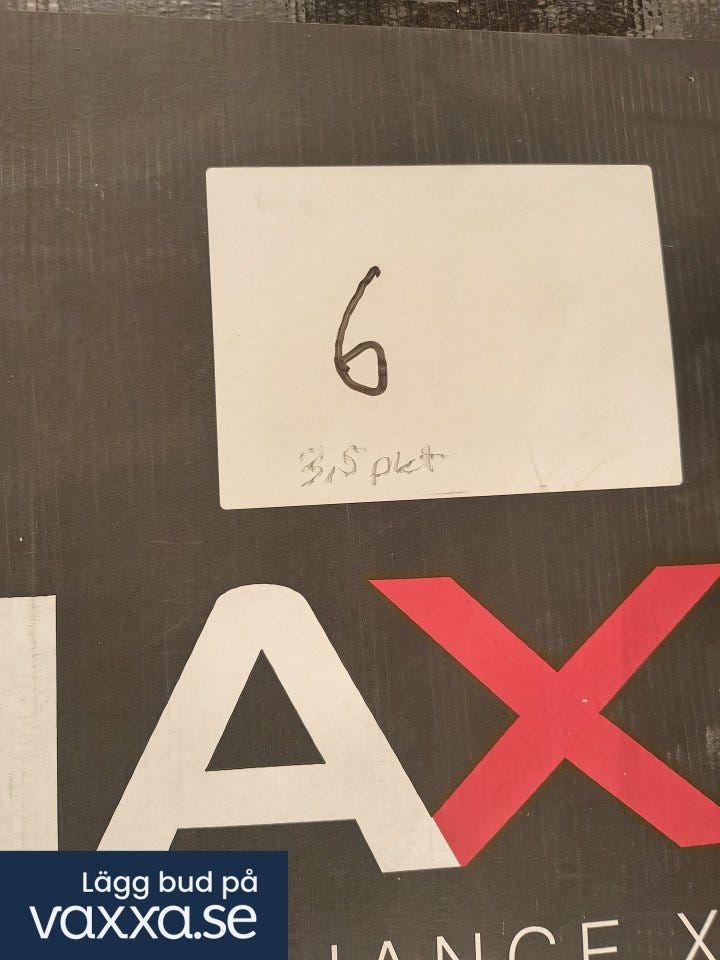 6
3,5 pkt
AX
Lägg bud på
vaxxa.se
IANCE X